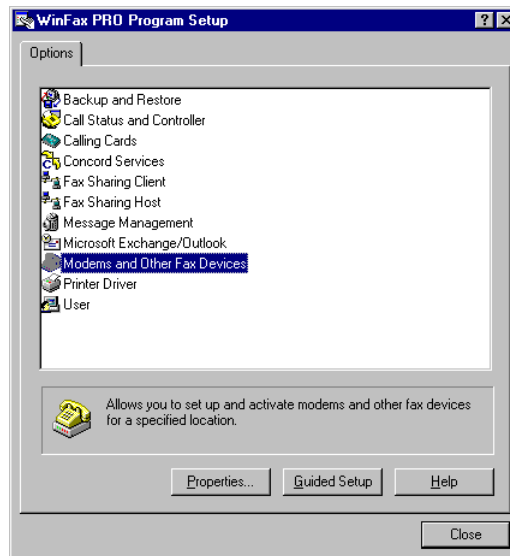 WinFax PRO Program Setup
Options
Backup and Restore
Call Status and Controller
Calling Cards
Concord Services
Fax Sharing Client
Fax Sharing Host
Message Management
Microsoft Exchange/Outlook
Modems and Other Fax Devices
Printer Driver
User
Allows you to set up and activate modems and other fax devices
for a specified location.
Properties... Guided Setup Help
Close